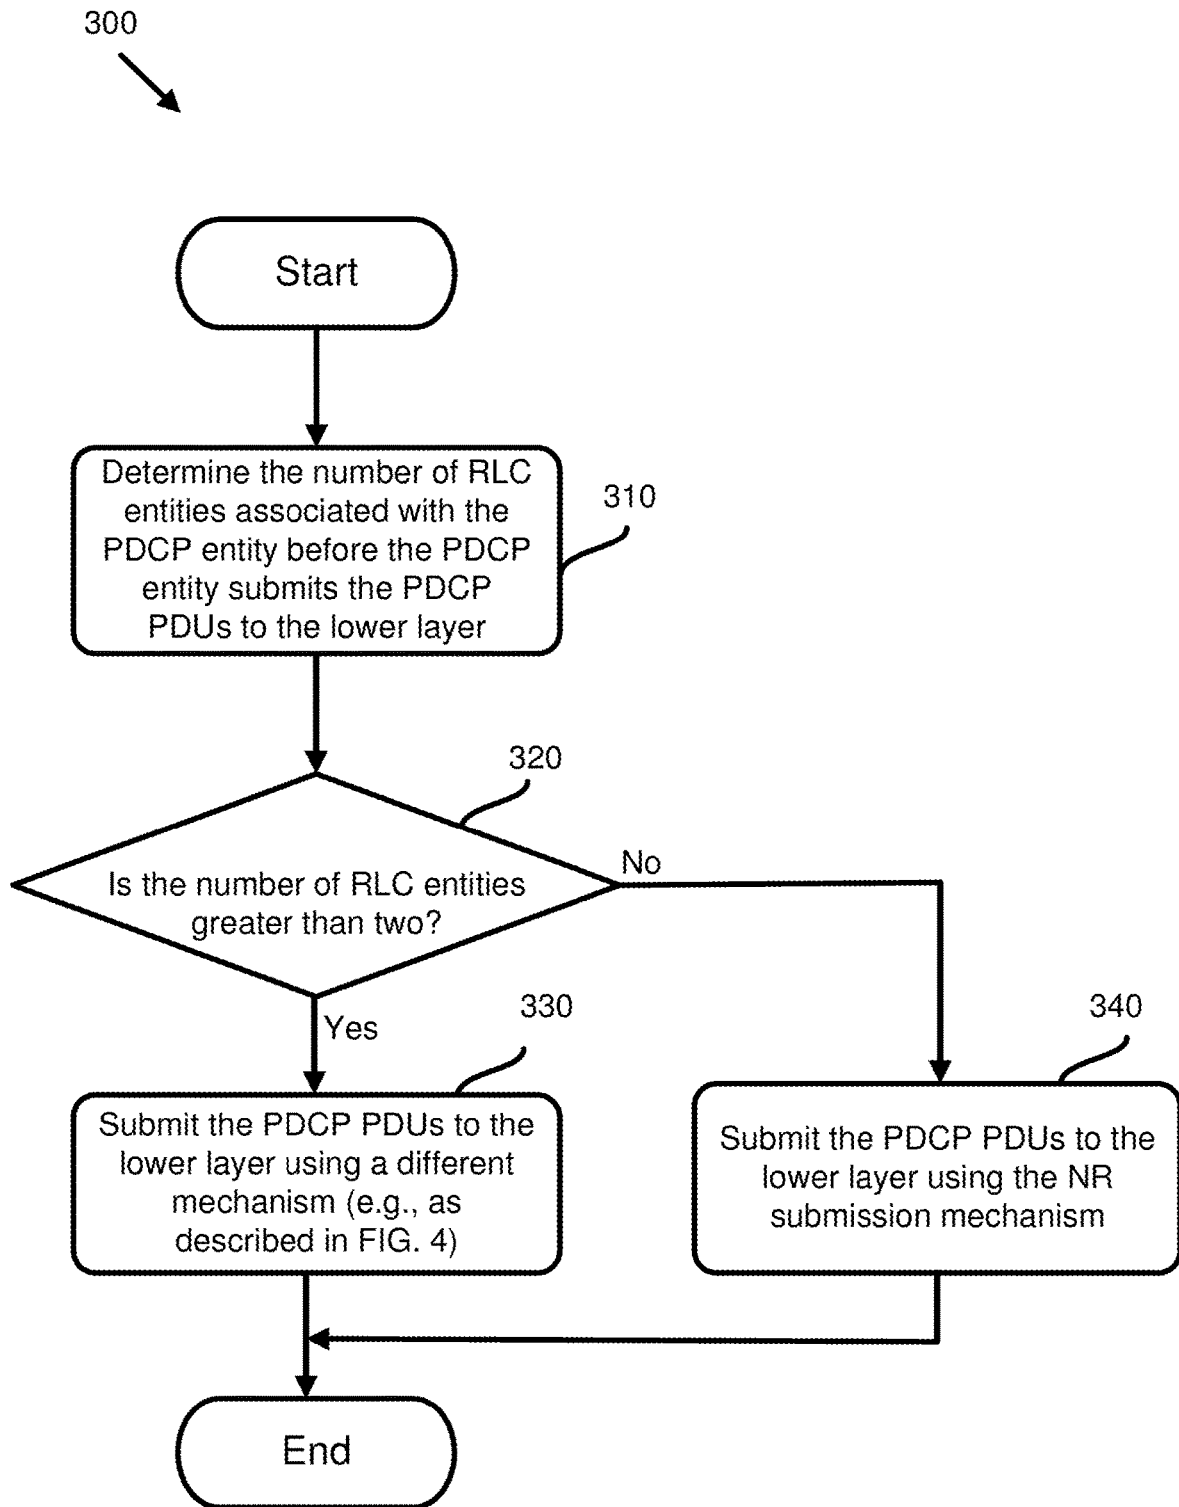 300
Start
Determine the number of RLC
entities associated with the
PDCP entity before the PDCP
entity submits the PDCP
PDUs to the lower layer
310
320
Is the number of RLC entities
greater than two?
No
Yes
330
Submit the PDCP PDUs to the
lower layer using a different
mechanism (e.g., as
described in FIG. 4)
340
Submit the PDCP PDUs to the
lower layer using the NR
submission mechanism
End